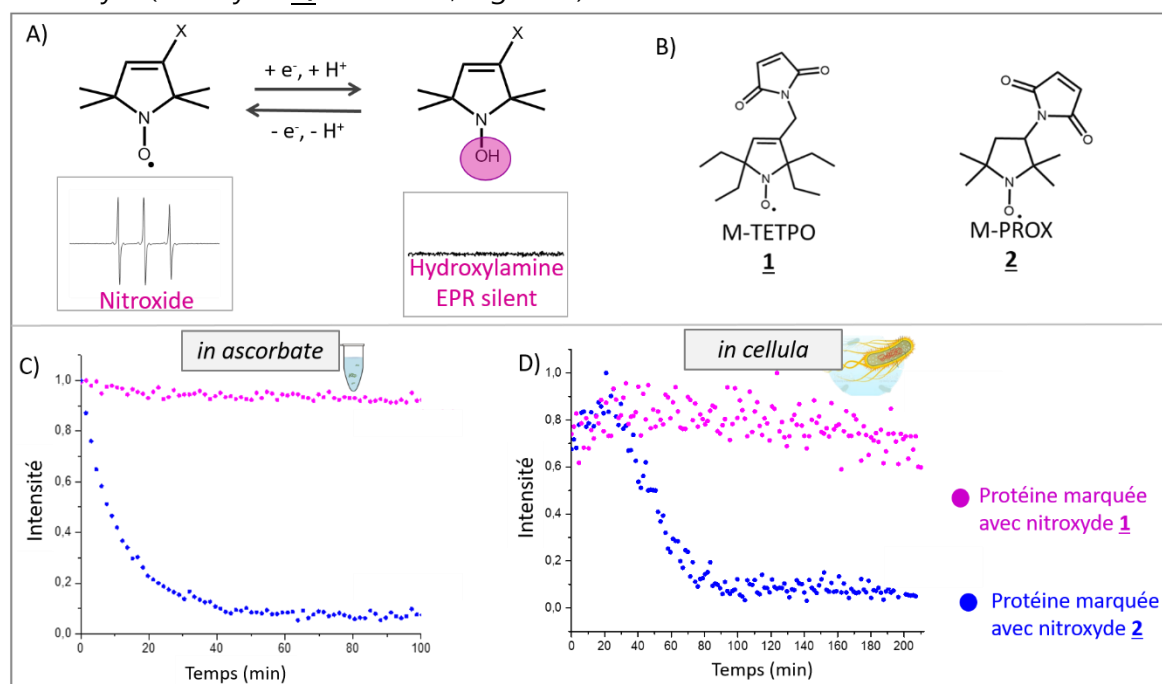 A)
X
N
O•
+ e⁻, + H⁺
- e⁻, - H⁺
X
N
OH
Nitroxide
Hydroxylamine
EPR silent
B)
O
N
O
N
O•
M-TETPO
1
O
N
O
N
O•
M-PROX
2
C)
in ascorbate
Intensité
1,0
0,8
0,6
0,4
0,2
0,0
0
20
40
60
80
100
Temps (min)
D)
in cellula
Intensité
1.0
0.8
0.6
0.4
0.2
0.0
0
20
40
60
80
100
120
140
160
180
200
Temps (min)
Protéine marquée
avec nitroxyde 1
Protéine marquée
avec nitroxyde 2